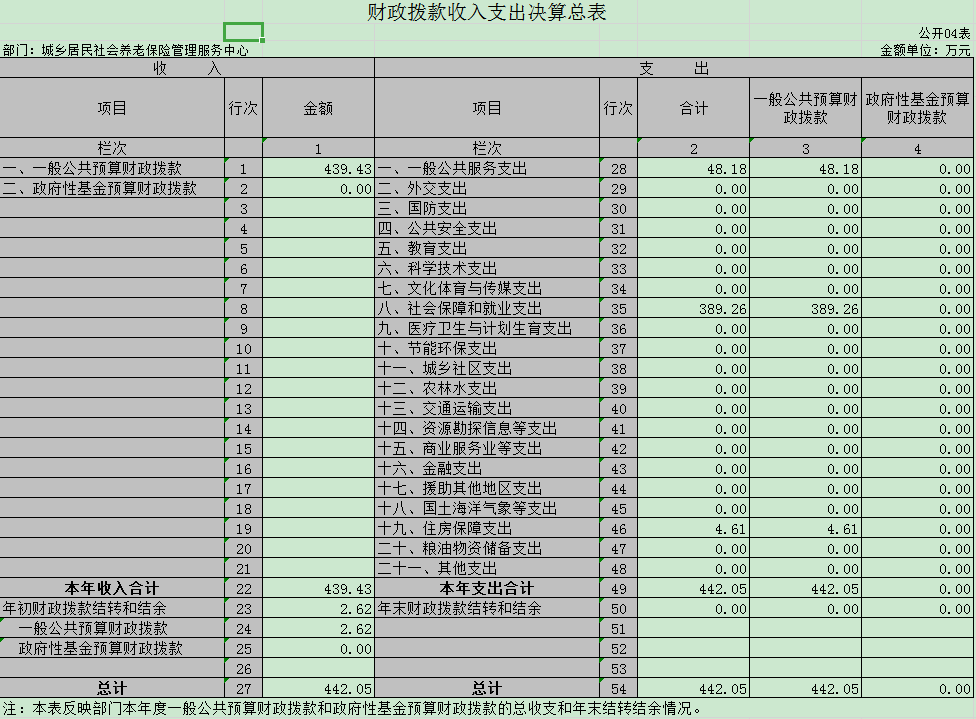 财政拨款收入支出决算总表
公开04表
部门：城乡居民社会养老保险管理服务中心 金额单位：万元
收 入 支 出
项目 行次 金额 项目 行次 合计 一般公共预算财政拨款 政府性基金预算财政拨款
栏次 1 栏次 2 3 4
一、一般公共预算财政拨款 1 439.43 一、一般公共服务支出 28 48.18 48.18 0.00
二、政府性基金预算财政拨款 2 0.00 二、外交支出 29 0.00 0.00 0.00
3 三、国防支出 30 0.00 0.00 0.00
4 四、公共安全支出 31 0.00 0.00 0.00
5 五、教育支出 32 0.00 0.00 0.00
6 六、科学技术支出 33 0.00 0.00 0.00
7 七、文化体育与传媒支出 34 0.00 0.00 0.00
8 八、社会保障和就业支出 35 389.26 389.26 0.00
9 九、医疗卫生与计划生育支出 36 0.00 0.00 0.00
10 十、节能环保支出 37 0.00 0.00 0.00
11 十一、城乡社区支出 38 0.00 0.00 0.00
12 十二、农林水支出 39 0.00 0.00 0.00
13 十三、交通运输支出 40 0.00 0.00 0.00
14 十四、资源勘探信息等支出 41 0.00 0.00 0.00
15 十五、商业服务业等支出 42 0.00 0.00 0.00
16 十六、金融支出 43 0.00 0.00 0.00
17 十七、援助其他地区支出 44 0.00 0.00 0.00
18 十八、国土海洋气象等支出 45 0.00 0.00 0.00
19 十九、住房保障支出 46 4.61 4.61 0.00
20 二十、粮油物资储备支出 47 0.00 0.00 0.00
21 二十一、其他支出 48 0.00 0.00 0.00
本年收入合计 22 439.43 本年支出合计 49 442.05 442.05 0.00
年初财政拨款结转和结余 23 2.62 年末财政拨款结转和结余 50 0.00 0.00 0.00
一般公共预算财政拨款 24 2.62 51
政府性基金预算财政拨款 25 0.00 52
26 53
总计 27 442.05 总计 54 442.05 442.05 0.00
注：本表反映部门本年度一般公共预算财政拨款和政府性基金预算财政拨款的总收支和年末结转结余情况。